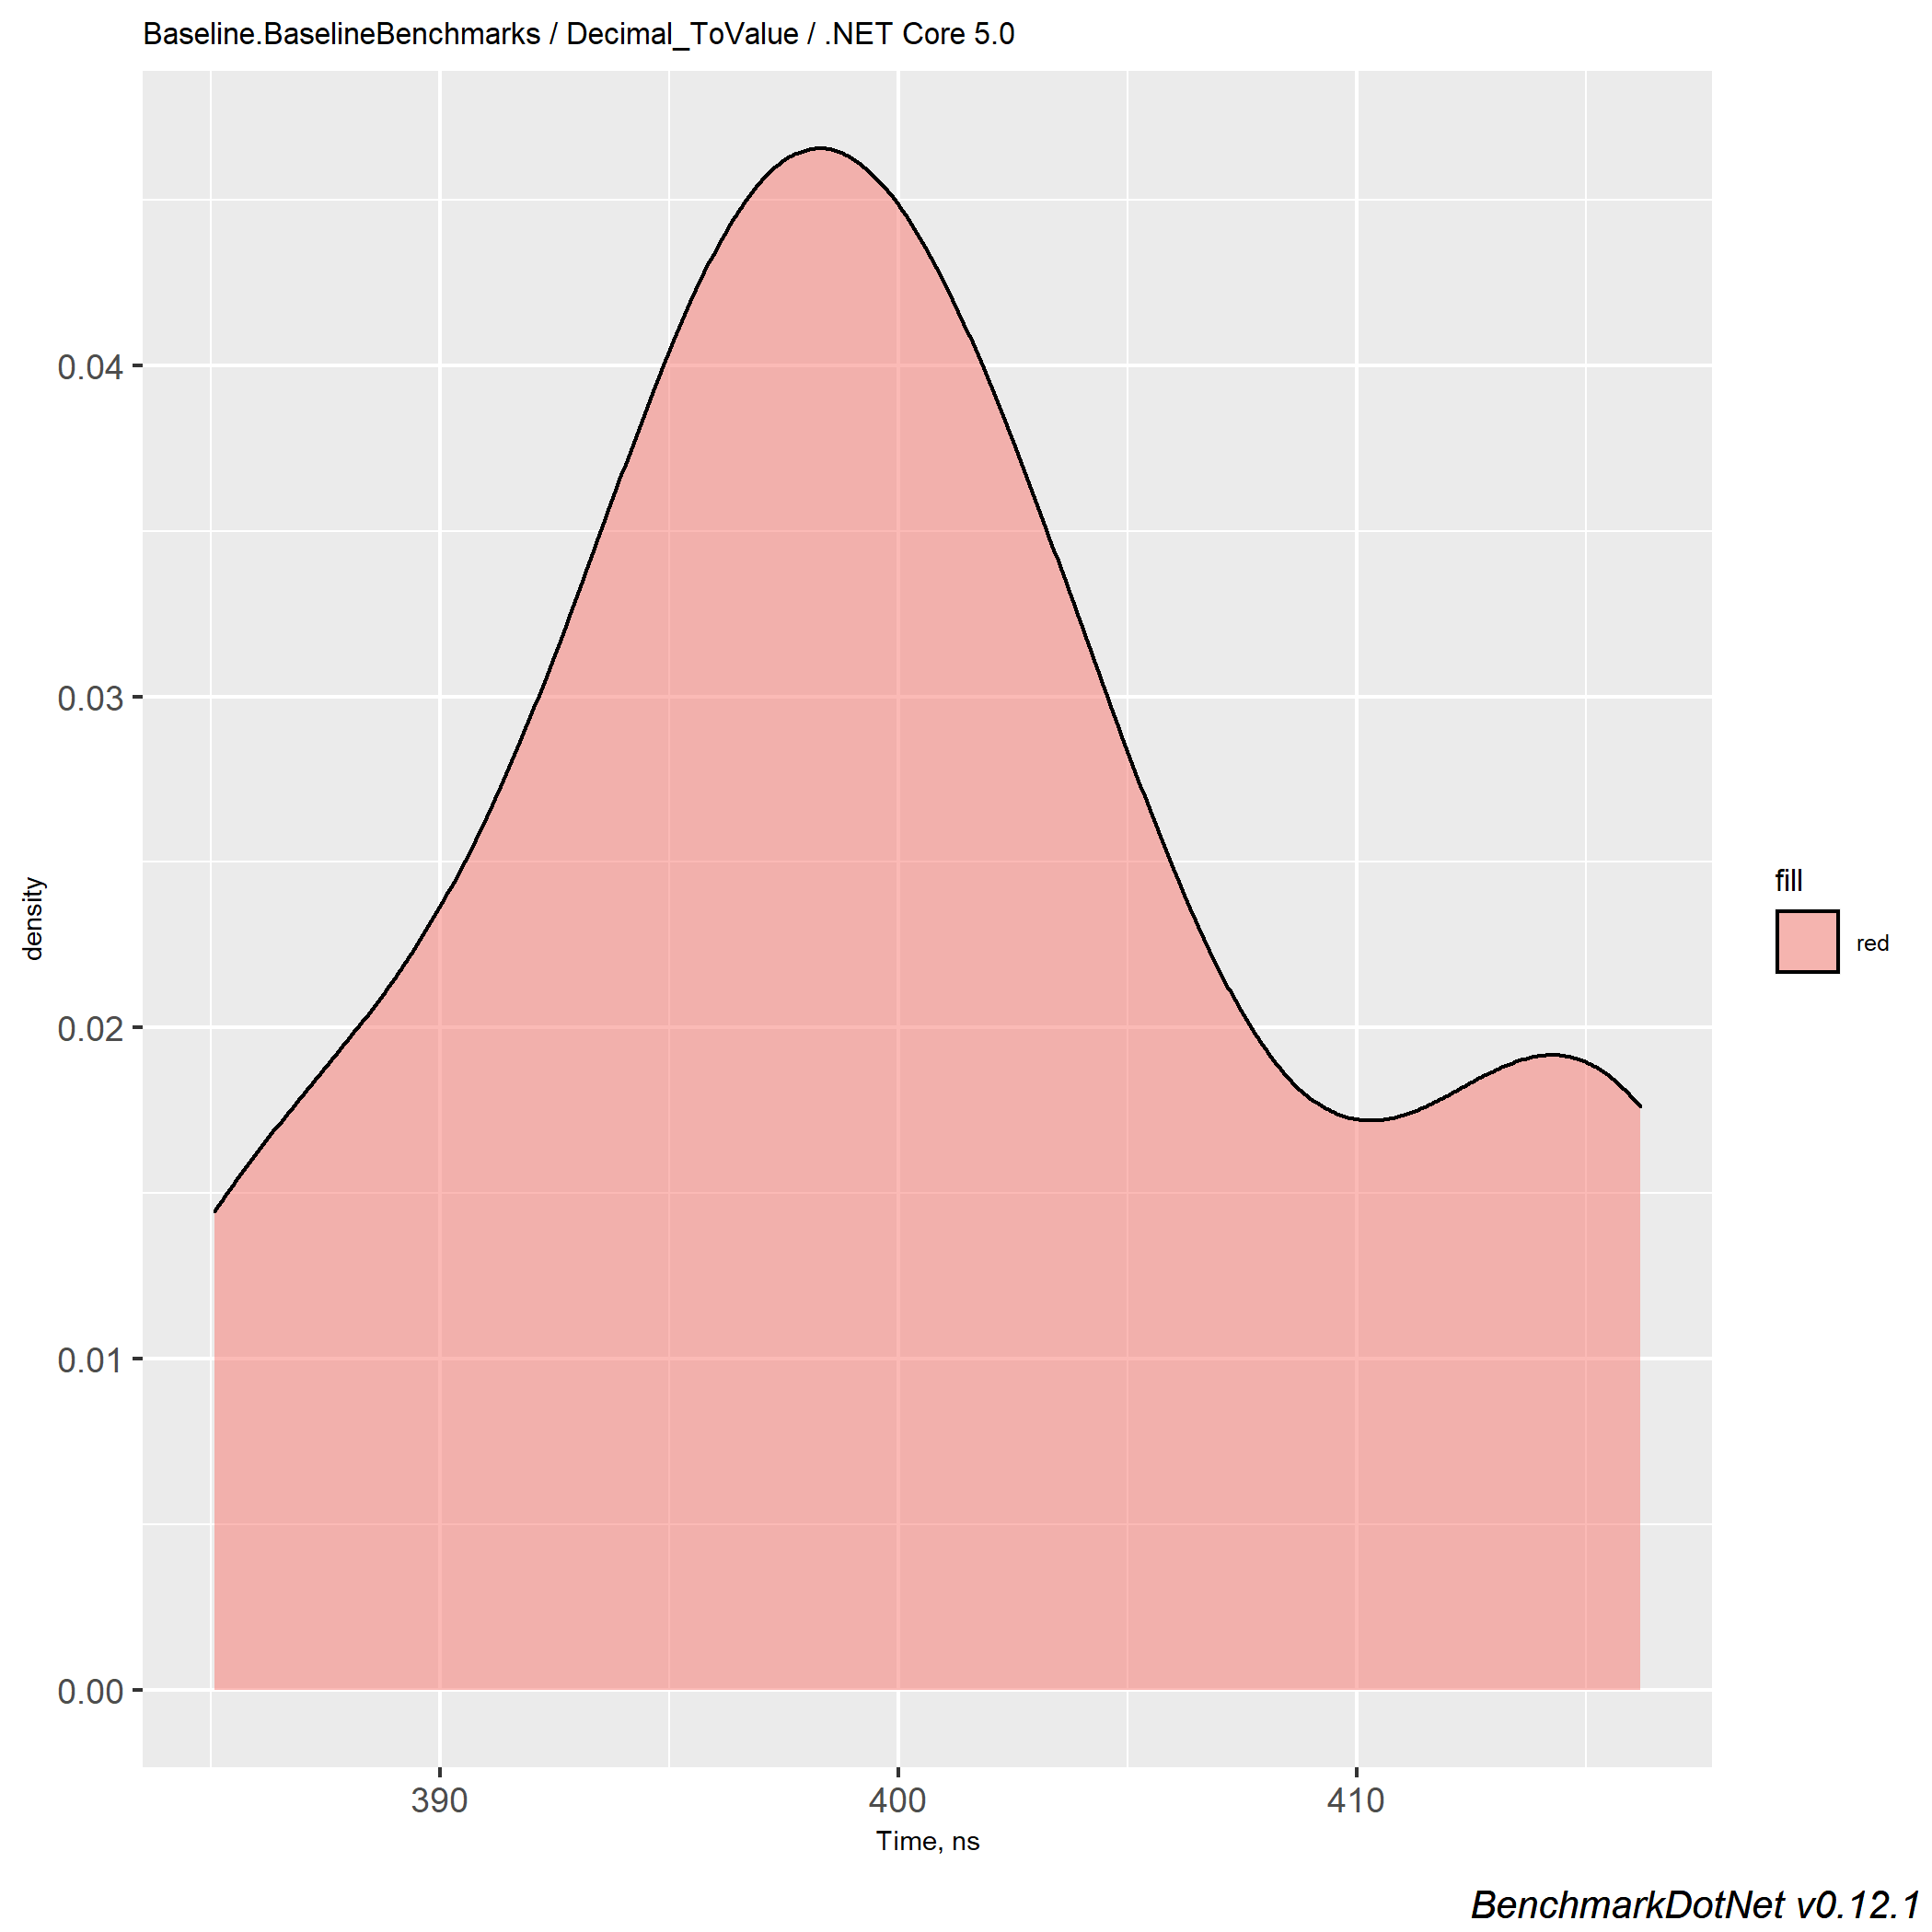 Baseline.BaselineBenchmarks / Decimal_ToValue / .NET Core 5.0
0.04
0.03
0.02
0.01
0.00
density
390
400
410
Time, ns
fill
red
BenchmarkDotNet v0.12.1